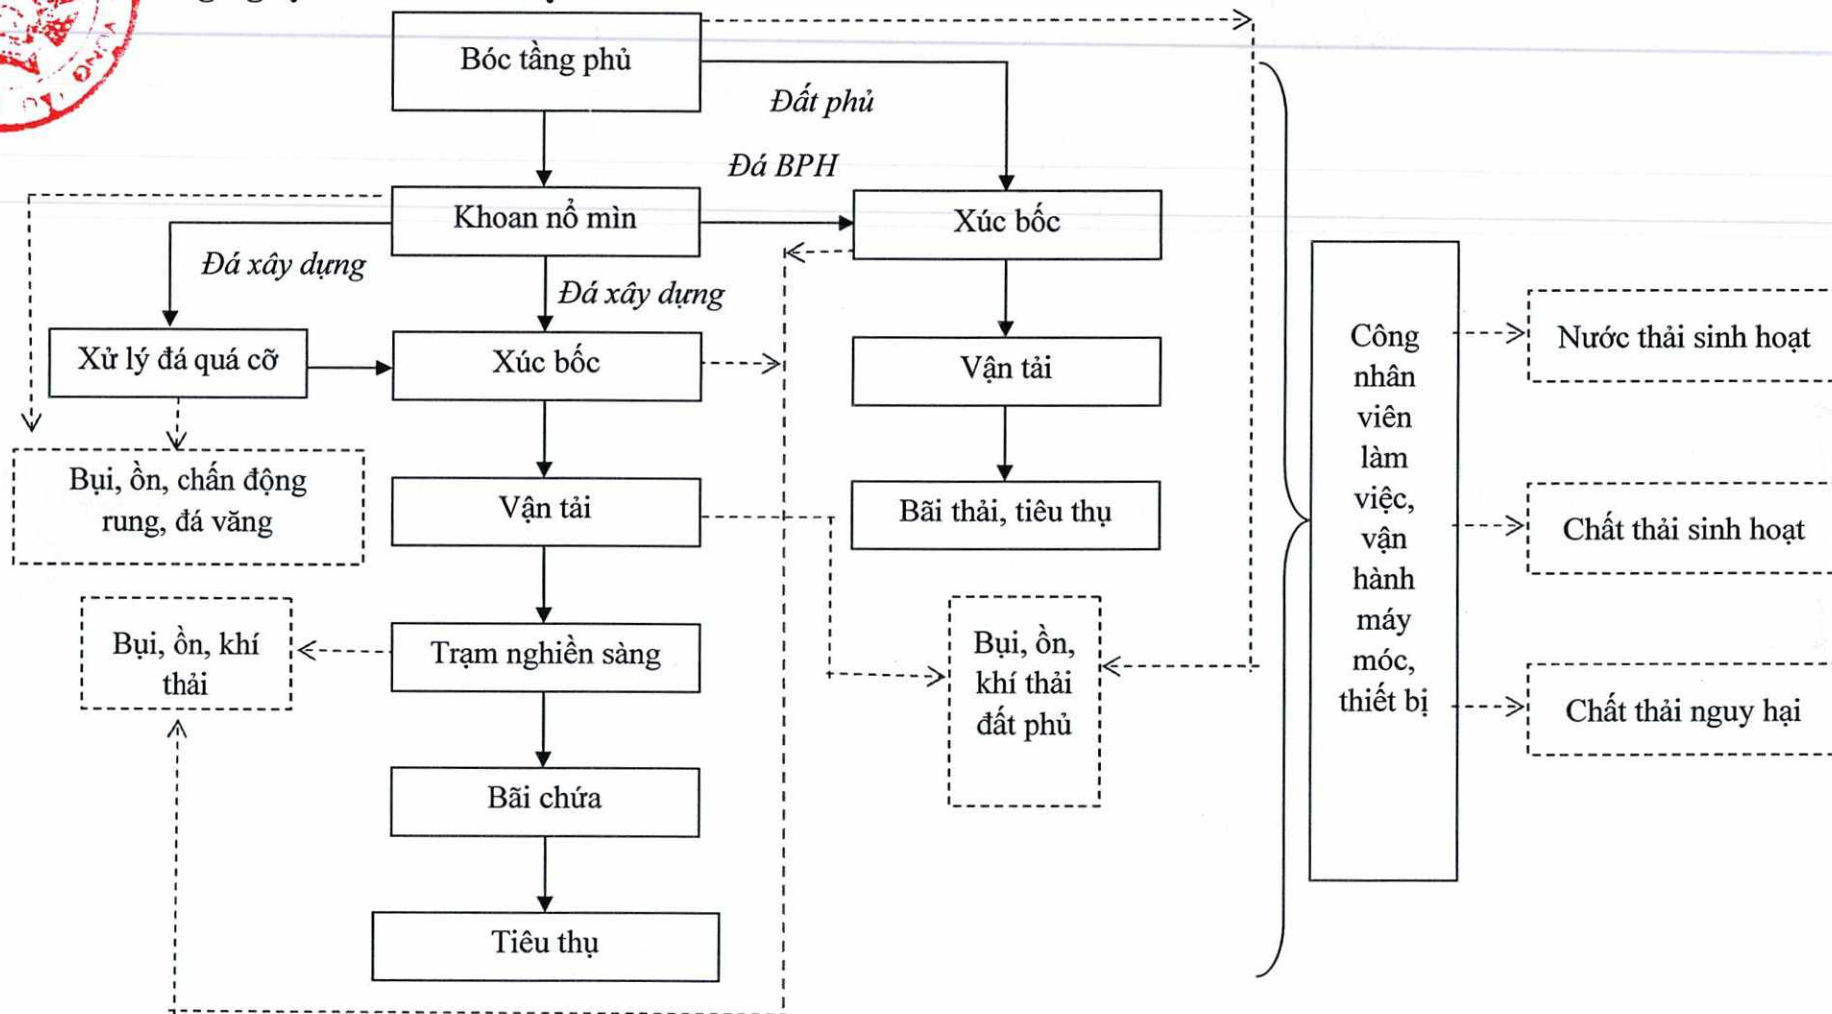 Bóc tầng phủ
Đất phủ
Đá BPH
Khoan nổ mìn
Xúc bốc
Đá xây dựng
Đá xây dựng
Xử lý đá quá cỡ
Xúc bốc
Vận tải
Bụi, ồn, chấn động
rung, đá văng
Vận tải
Bãi thải, tiêu thụ
Bụi, ồn, khí
thải
Trạm nghiền sàng
Bụi, ồn,
khí thải
đất phủ
Bãi chứa
Tiêu thụ
Công
nhân
viên
làm
việc,
vận
hành
máy
móc,
thiết bị
Nước thải sinh hoạt
Chất thải sinh hoạt
Chất thải nguy hại